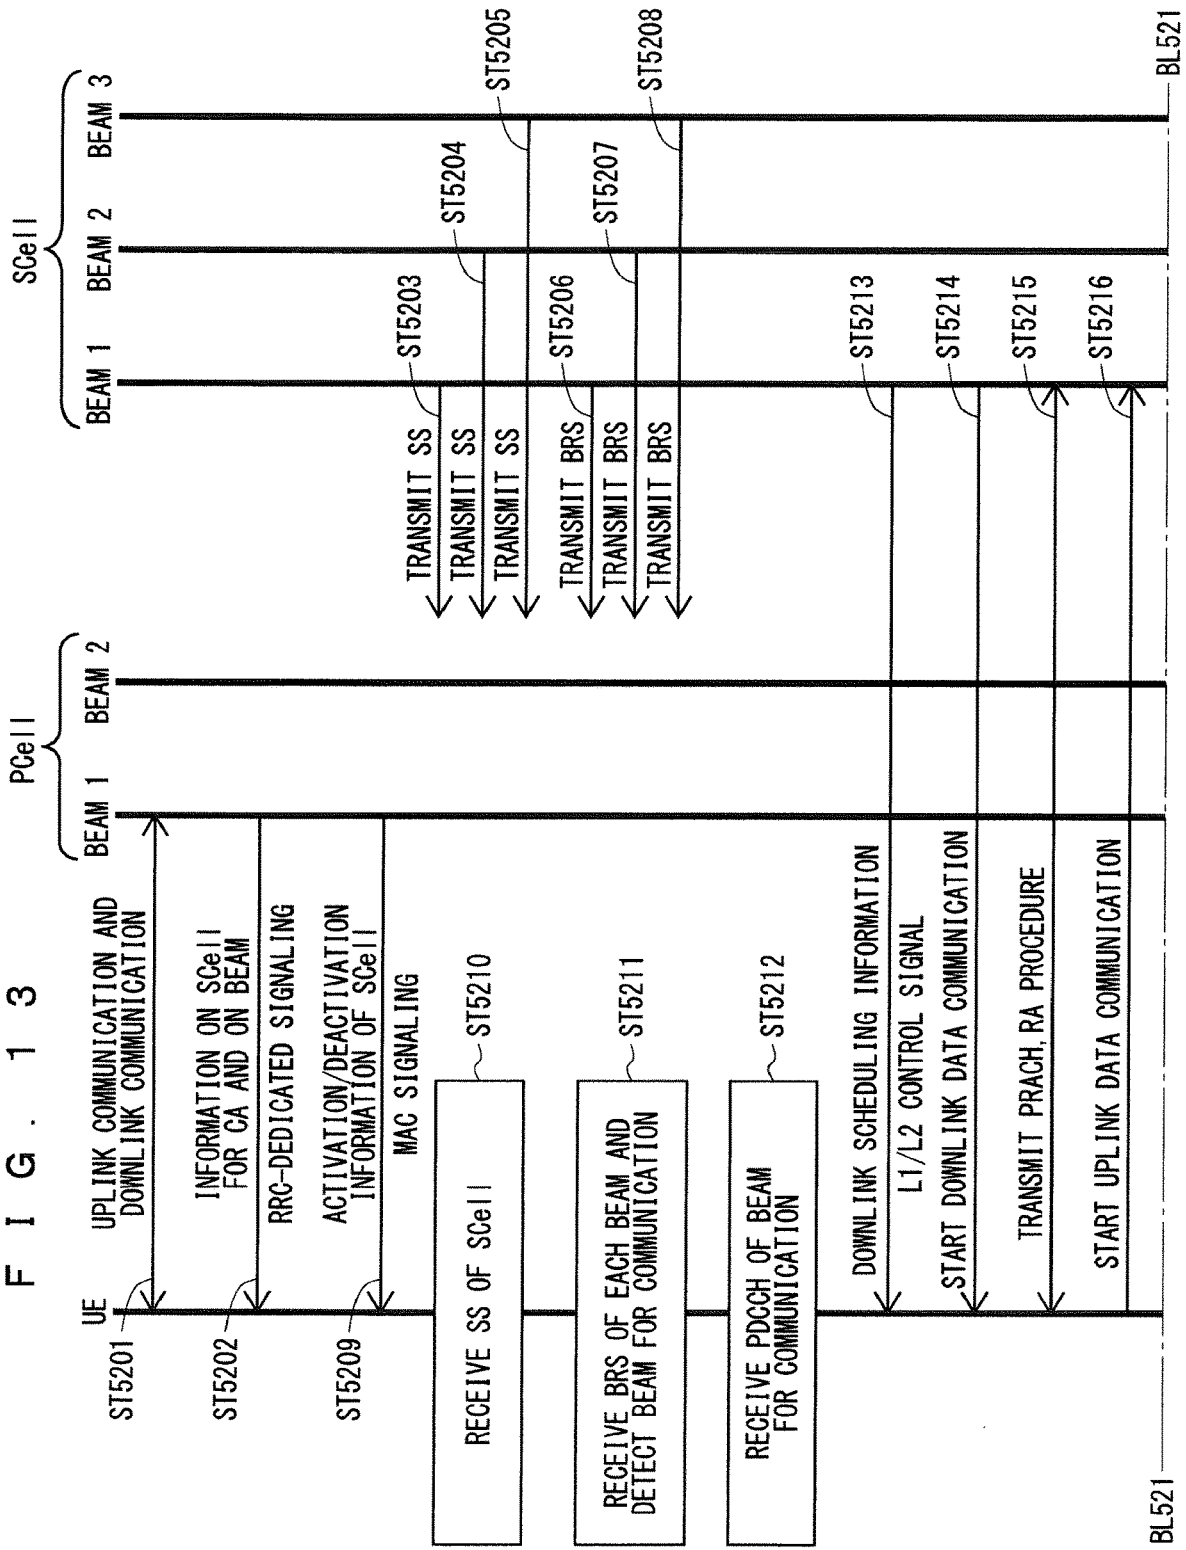 FIG. 13
PCell
SCell
UE
BEAM 1
BEAM 2
BEAM 1
BEAM 2
BEAM 3
ST5201
UPLINK COMMUNICATION AND
DOWNLINK COMMUNICATION
ST5202
INFORMATION ON SCell
FOR CA AND ON BEAM
RRC-DEDICATED SIGNALING
ST5209
ACTIVATION/DEACTIVATION
INFORMATION OF SCell
MAC SIGNALING
TRANSMIT SS
ST5203
TRANSMIT SS
ST5204
TRANSMIT SS
ST5205
RECEIVE SS OF SCell
ST5210
TRANSMIT BRS
ST5206
TRANSMIT BRS
ST5207
TRANSMIT BRS
ST5208
RECEIVE BRS OF EACH BEAM AND
DETECT BEAM FOR COMMUNICATION
ST5211
RECEIVE PDCCH OF BEAM
FOR COMMUNICATION
ST5212
DOWNLINK SCHEDULING INFORMATION
ST5213
L1/L2 CONTROL SIGNAL
START DOWNLINK DATA COMMUNICATION
ST5214
TRANSMIT PRACH, RA PROCEDURE
ST5215
START UPLINK DATA COMMUNICATION
ST5216
BL521
BL521